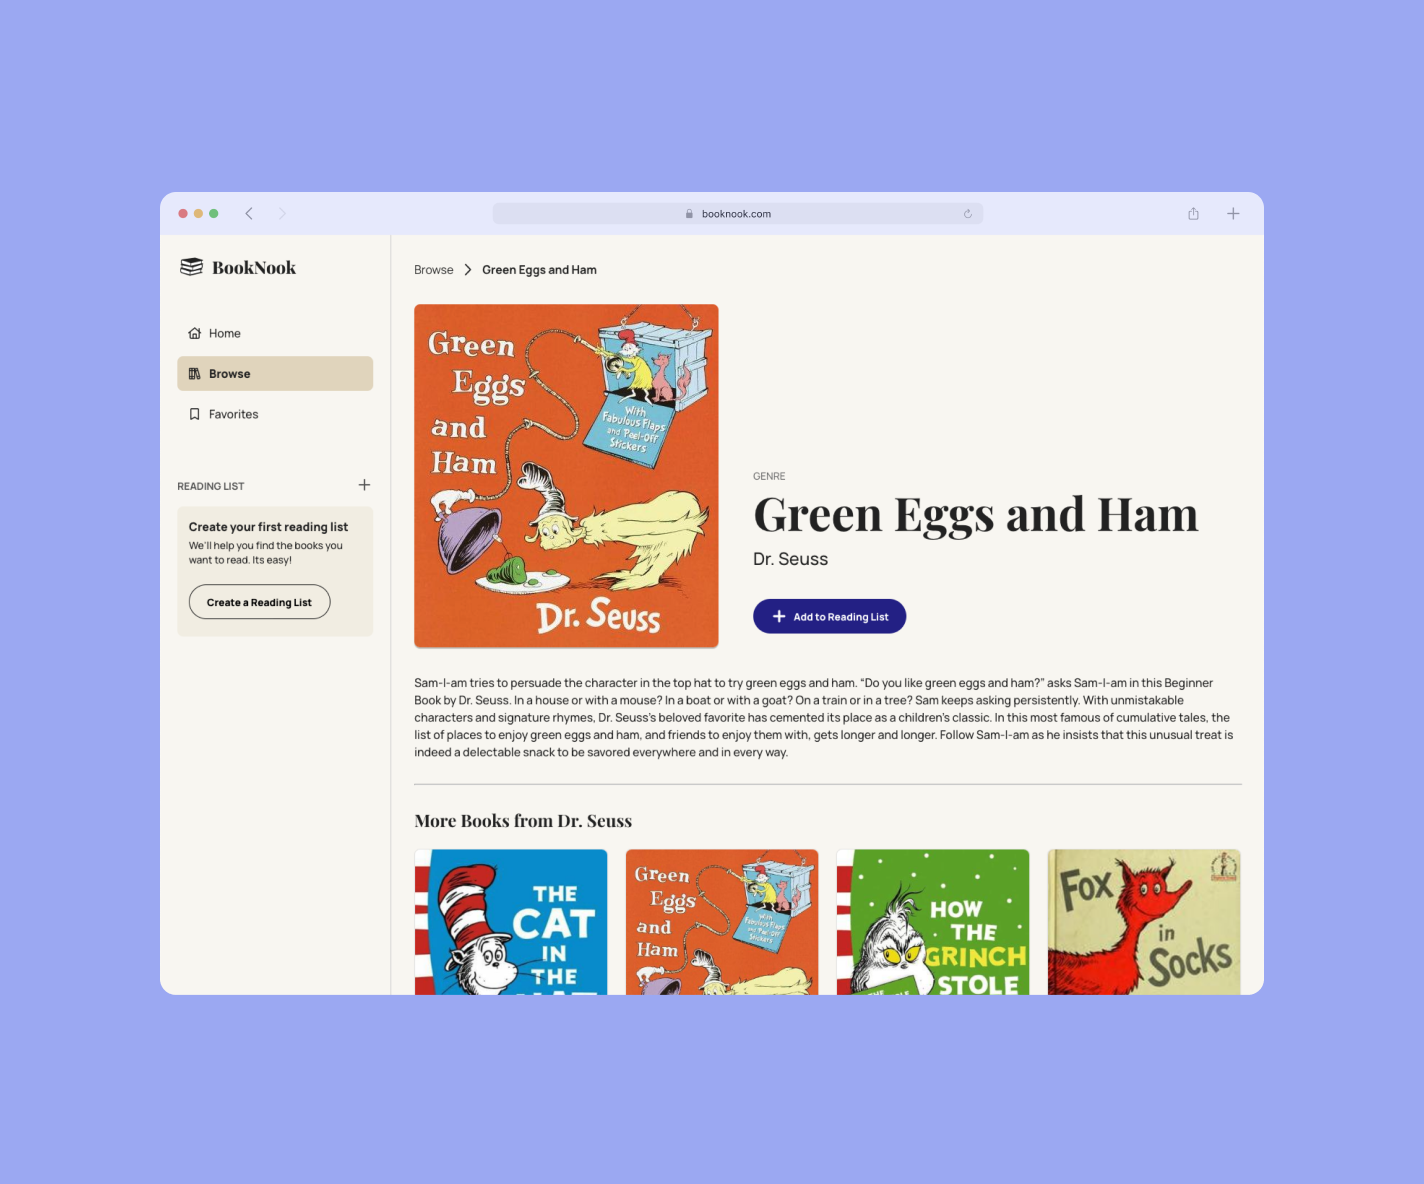 booknook.com
BookNook
Home
Browse
Favorites
READING LIST
Create your first reading list
We'll help you find the books you
want to read. Its easy!
Create a Reading List
Browse
Green Eggs and Ham
Green
Eggs
and
Ham
With
Fabulous Flaps
and Peel-Off
Stickers
Dr. Seuss
GENRE
Green Eggs and Ham
Dr. Seuss
Add to Reading List
Sam-I-am tries to persuade the character in the top hat to try green eggs and ham. “Do you like green eggs and ham?” asks Sam-I-am in this Beginner
Book by Dr. Seuss. In a house or with a mouse? In a boat or with a goat? On a train or in a tree? Sam keeps asking persistently. With unmistakable
characters and signature rhymes, Dr. Seuss's beloved favorite has cemented its place as a children's classic. In this most famous of cumulative tales, the
list of places to enjoy green eggs and ham, and friends to enjoy them with, gets longer and longer. Follow Sam-I-am as he insists that this unusual treat is
indeed a delectable snack to be savored everywhere and in every way.
More Books from Dr. Seuss
THE
CAT
IN
THE
Green
Eggs
and
Ham
With
Fabulous Flaps
and Peel-Off
Stickers
HOW
THE
GRINCH
STOLE
Fox
in
Socks